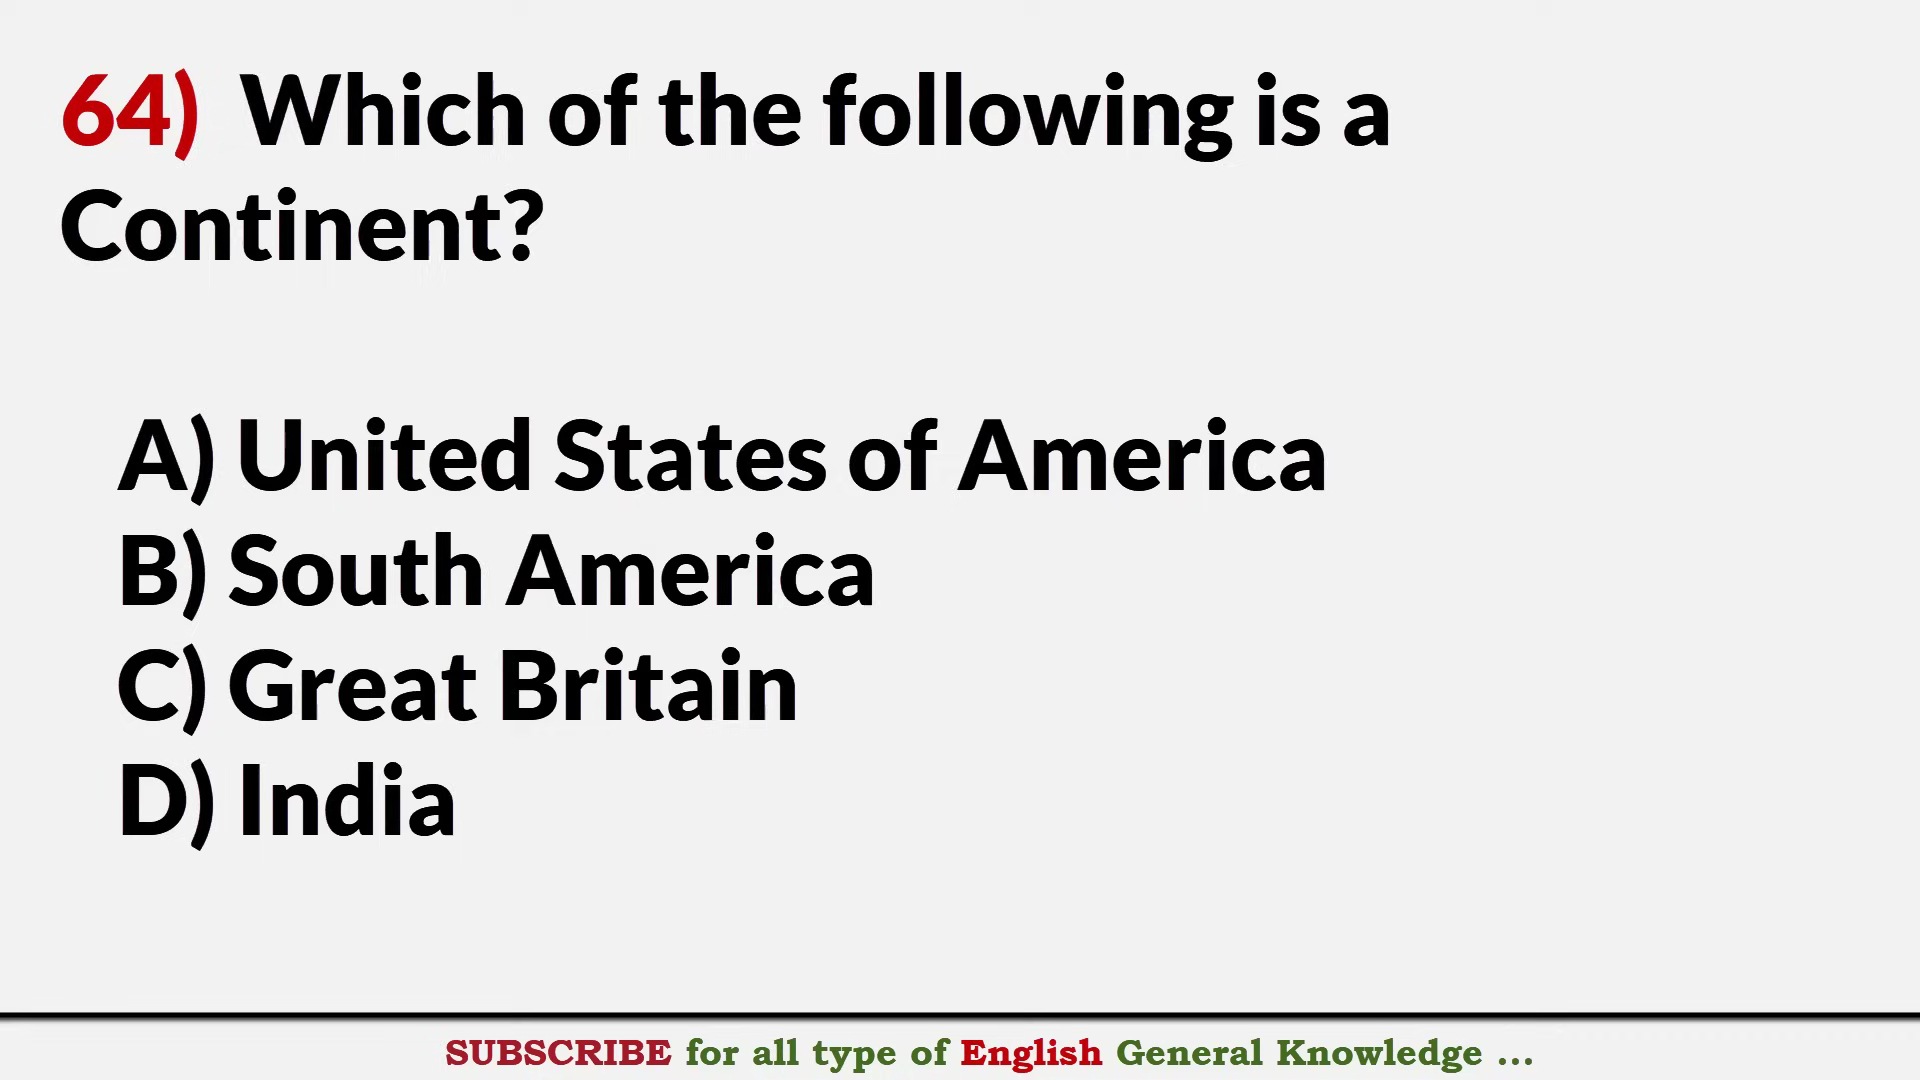 64) Which of the following is a
Continent?
A) United States of America
B) South America
C) Great Britain
D) India
SUBSCRIBE for all type of English General Knowledge ...